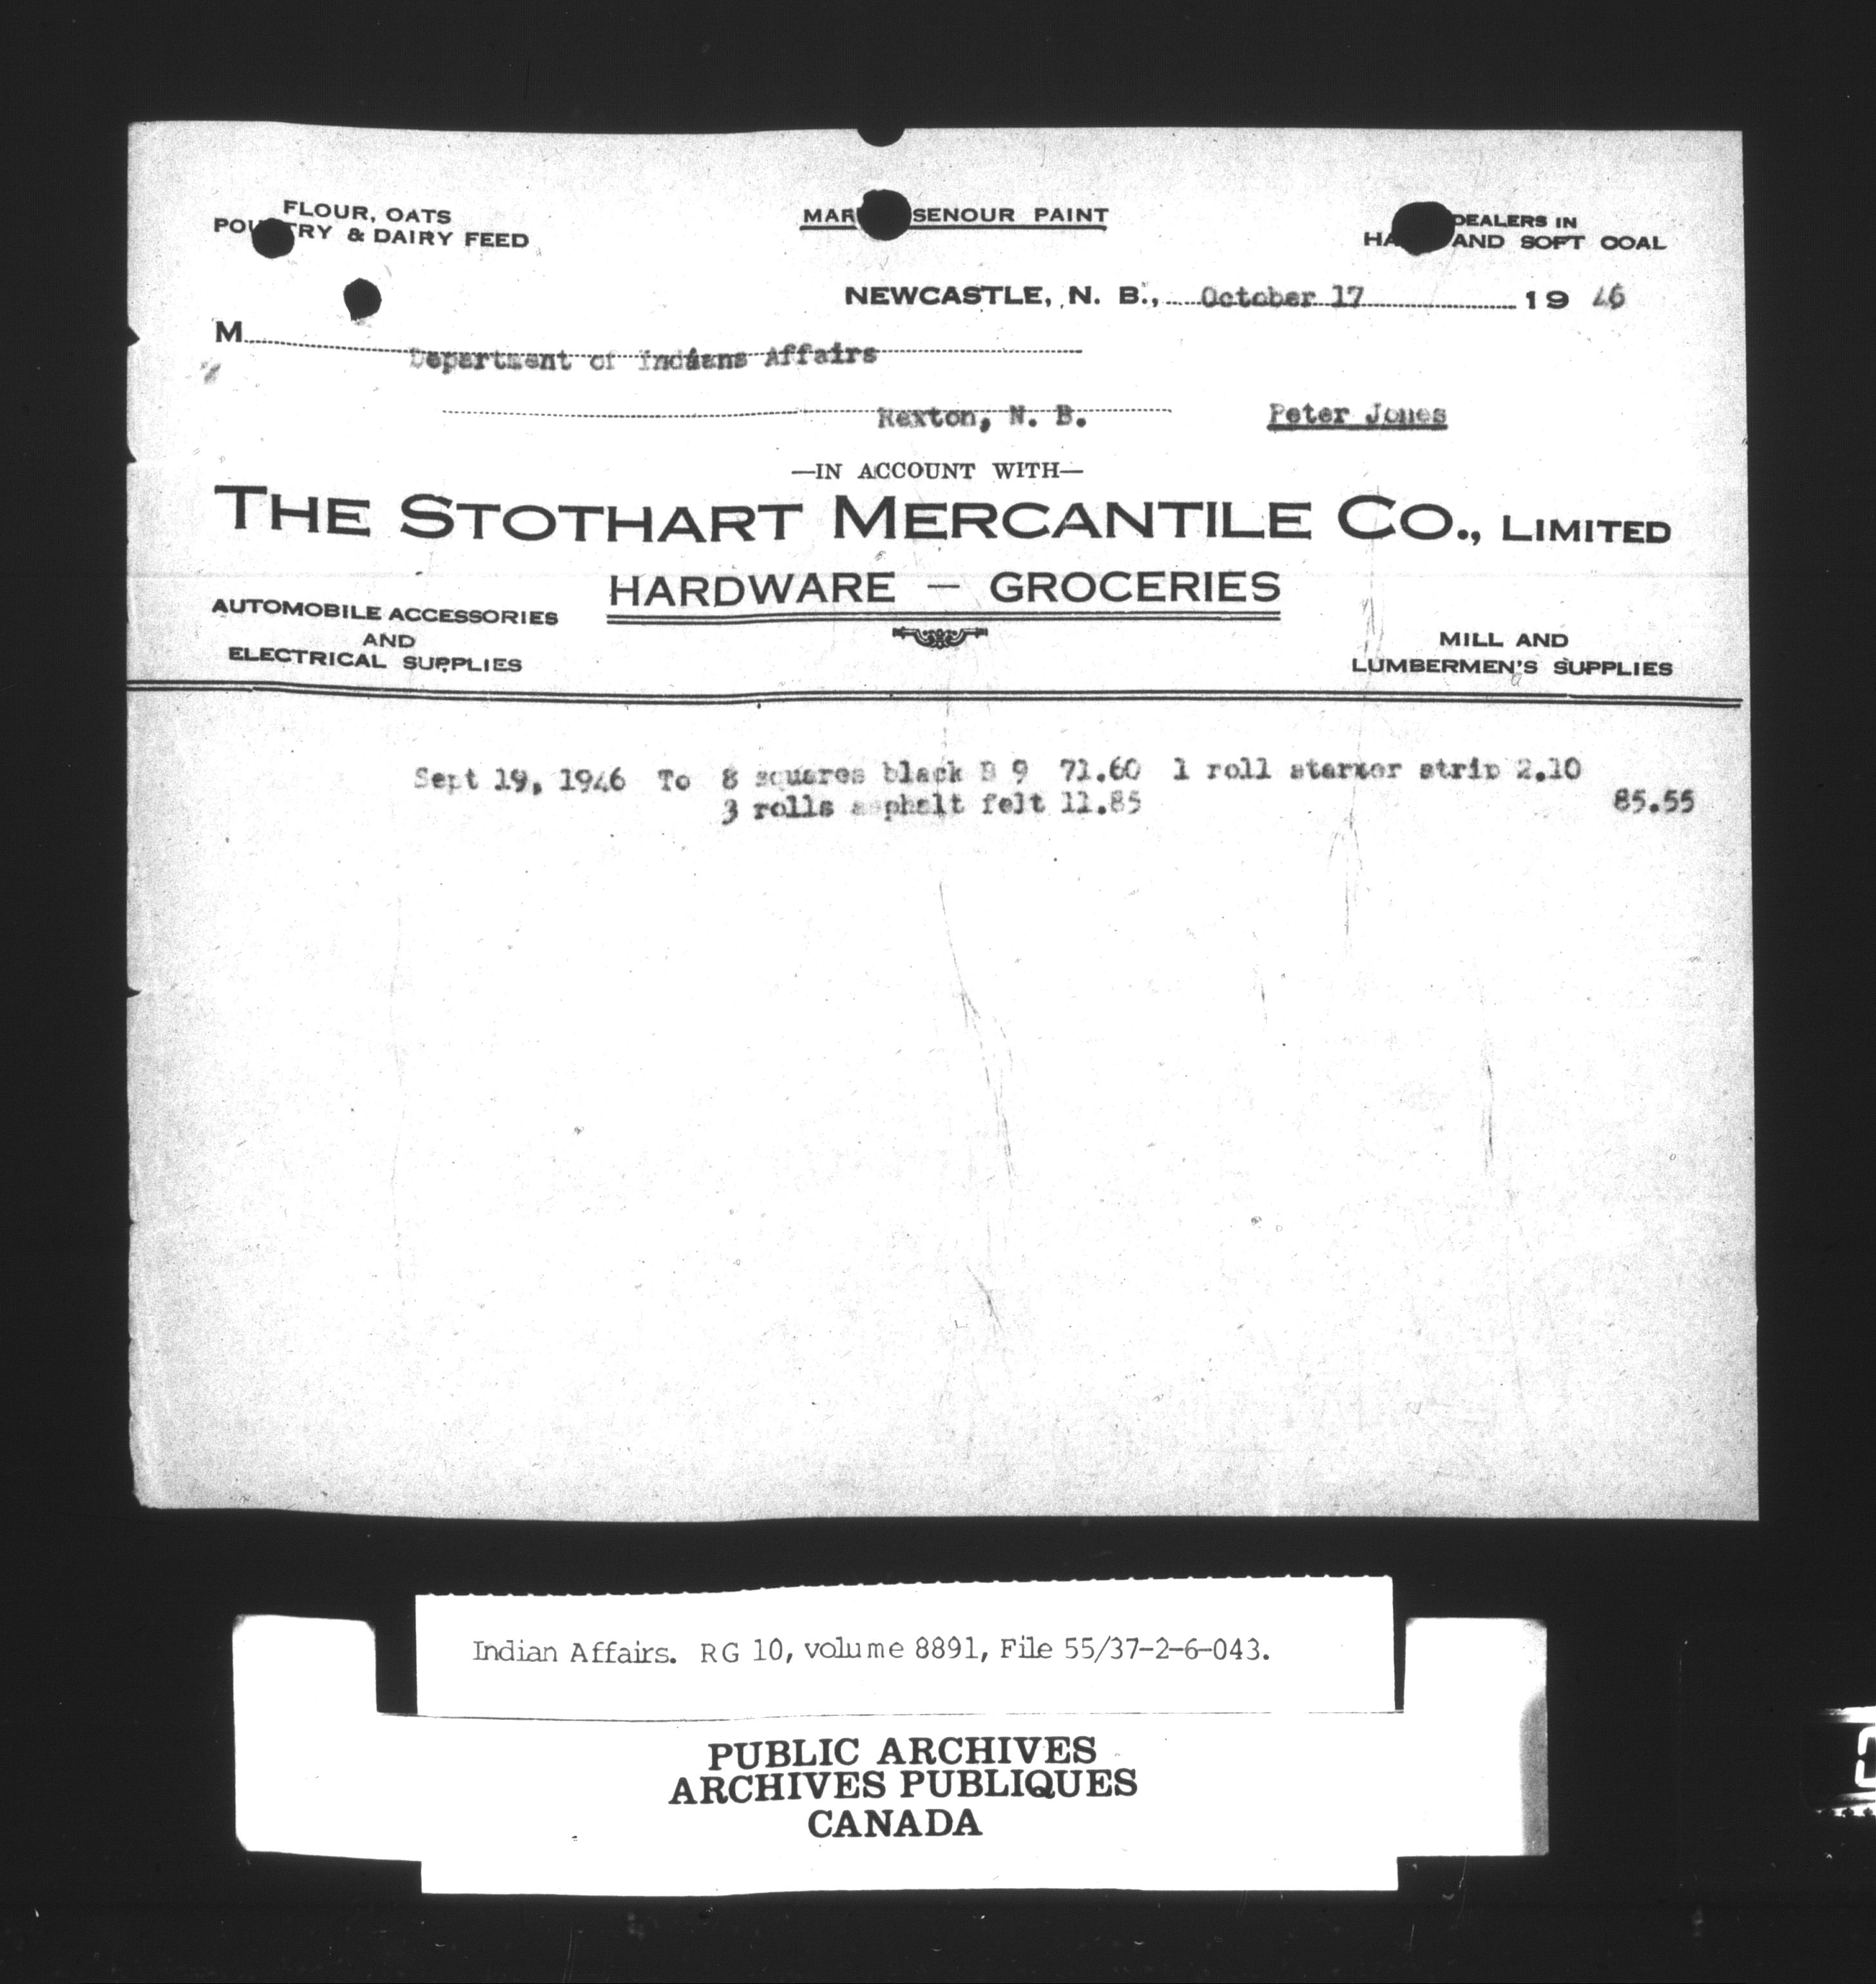 FLOUR, OATS
POU TRY & DAIRY FEED
MAR SENOUR PAINT
DEALERS IN
HA AND SOFT COAL
NEWCASTLE, N. B., October 17 19 46
M Department of Indians Affairs
Rexton, N. B. Peter Jones
—IN ACCOUNT WITH—
THE STOTHART MERCANTILE CO., LIMITED
HARDWARE — GROCERIES
AUTOMOBILE ACCESSORIES
AND
ELECTRICAL SUPPLIES
MILL AND
LUMBERMEN'S SUPPLIES
Sept 19, 1946 To 8 squares black B 9 71.60 1 roll starter strip 2.10
3 rolls asphalt felt 11.85 85.55
Indian Affairs. RG 10, volume 8891, File 55/37-2-6-043.
PUBLIC ARCHIVES
ARCHIVES PUBLIQUES
CANADA